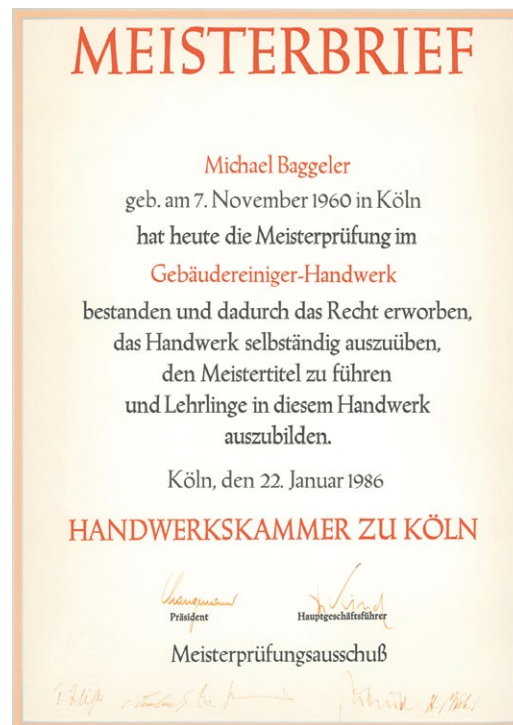 MEISTERBRIEF
Michael Baggeler
geb. am 7. November 1960 in Köln
hat heute die Meisterprüfung im
Gebäudereiniger-Handwerk
bestanden und dadurch das Recht erworben,
das Handwerk selbständig auszuüben,
den Meistertitel zu führen
und Lehrlinge in diesem Handwerk
auszubilden.
Köln, den 22. Januar 1986
HANDWERKSKAMMER ZU KÖLN
Präsident Hauptgeschäftsführer
Meisterprüfungsausschuß